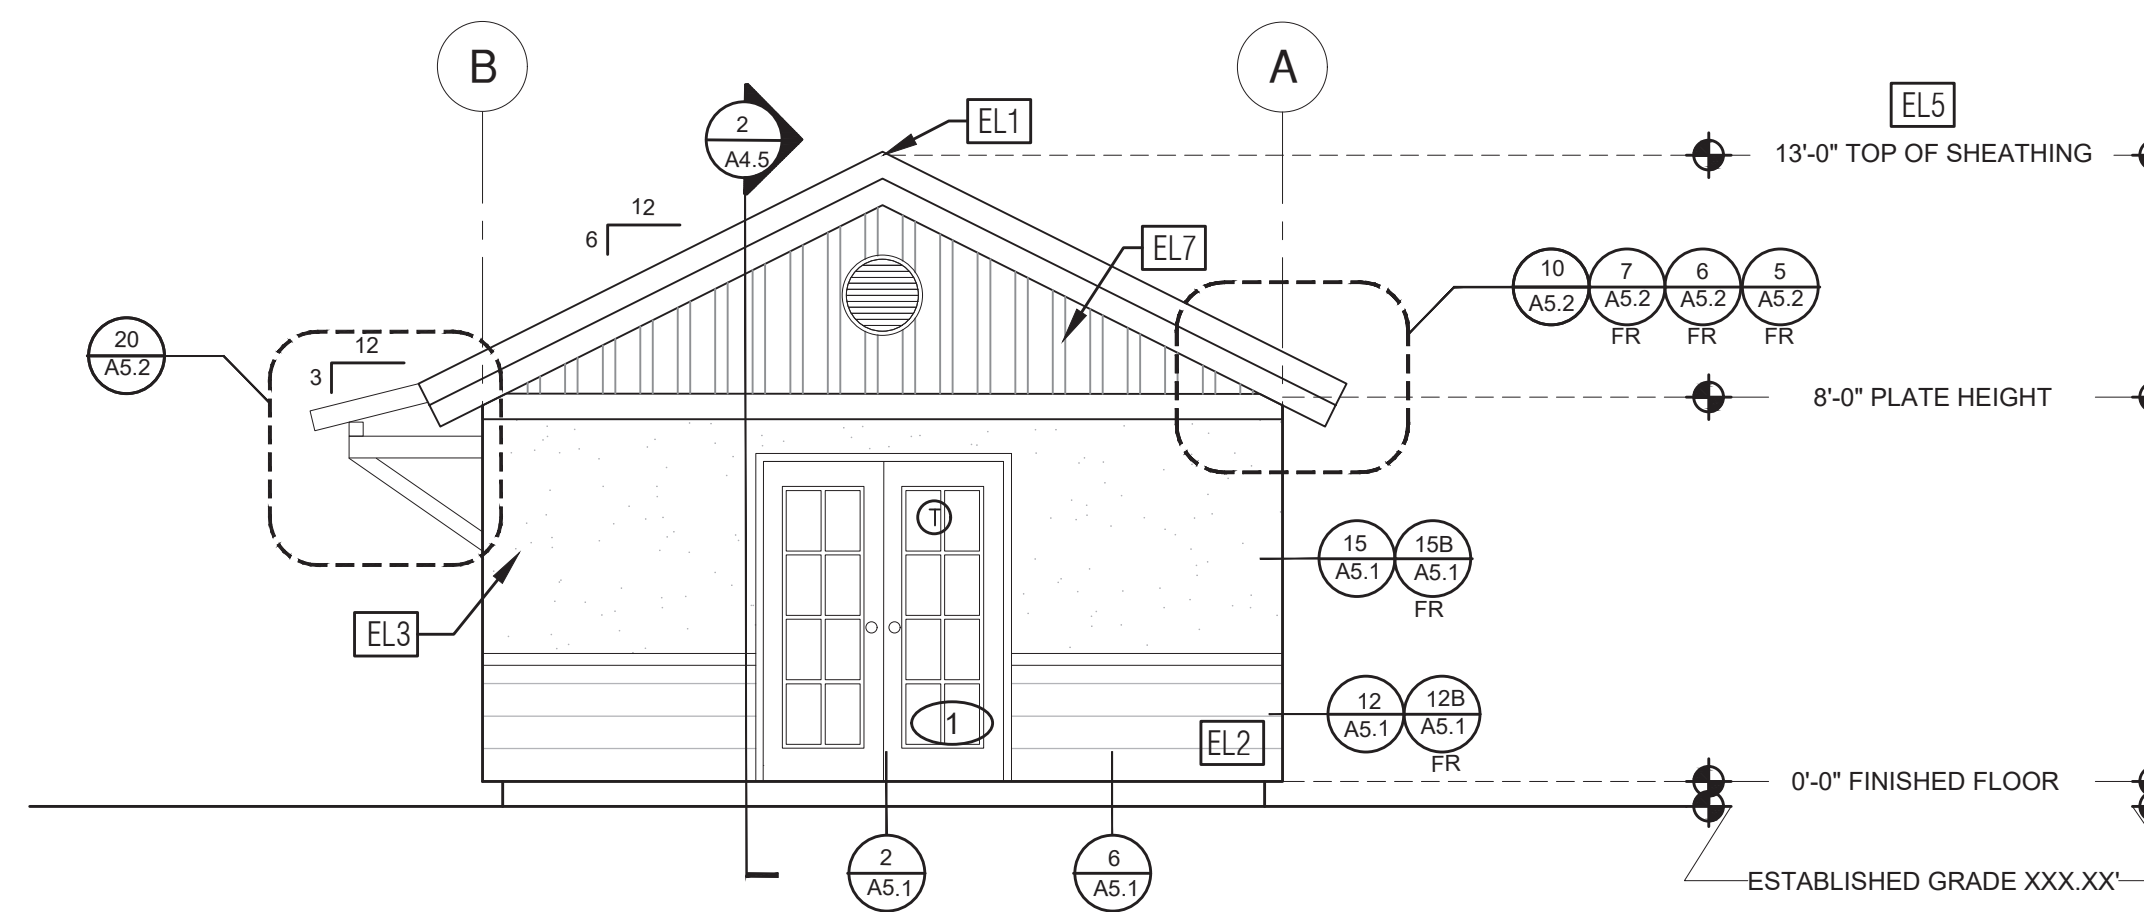 B
A
EL5
2
A4.5
EL1
13'-0" TOP OF SHEATHING
12
6
EL7
10
A5.2
7
A5.2
FR
6
A5.2
FR
5
A5.2
FR
20
A5.2
12
3
8'-0" PLATE HEIGHT
T
15
A5.1
15B
A5.1
FR
EL3
12
A5.1
12B
A5.1
FR
1
EL2
0'-0" FINISHED FLOOR
2
A5.1
6
A5.1
ESTABLISHED GRADE XXX.XX'